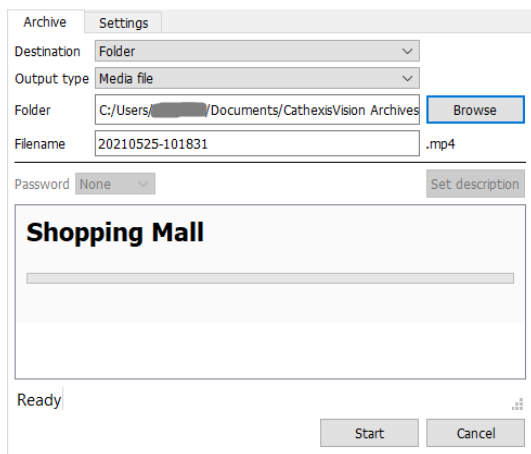 Archive Settings
Destination Folder
Output type Media file
Folder C:/Users/ /Documents/CathexisVision Archives Browse
Filename 20210525-101831 .mp4
Password None Set description
Shopping Mall
Ready
Start Cancel